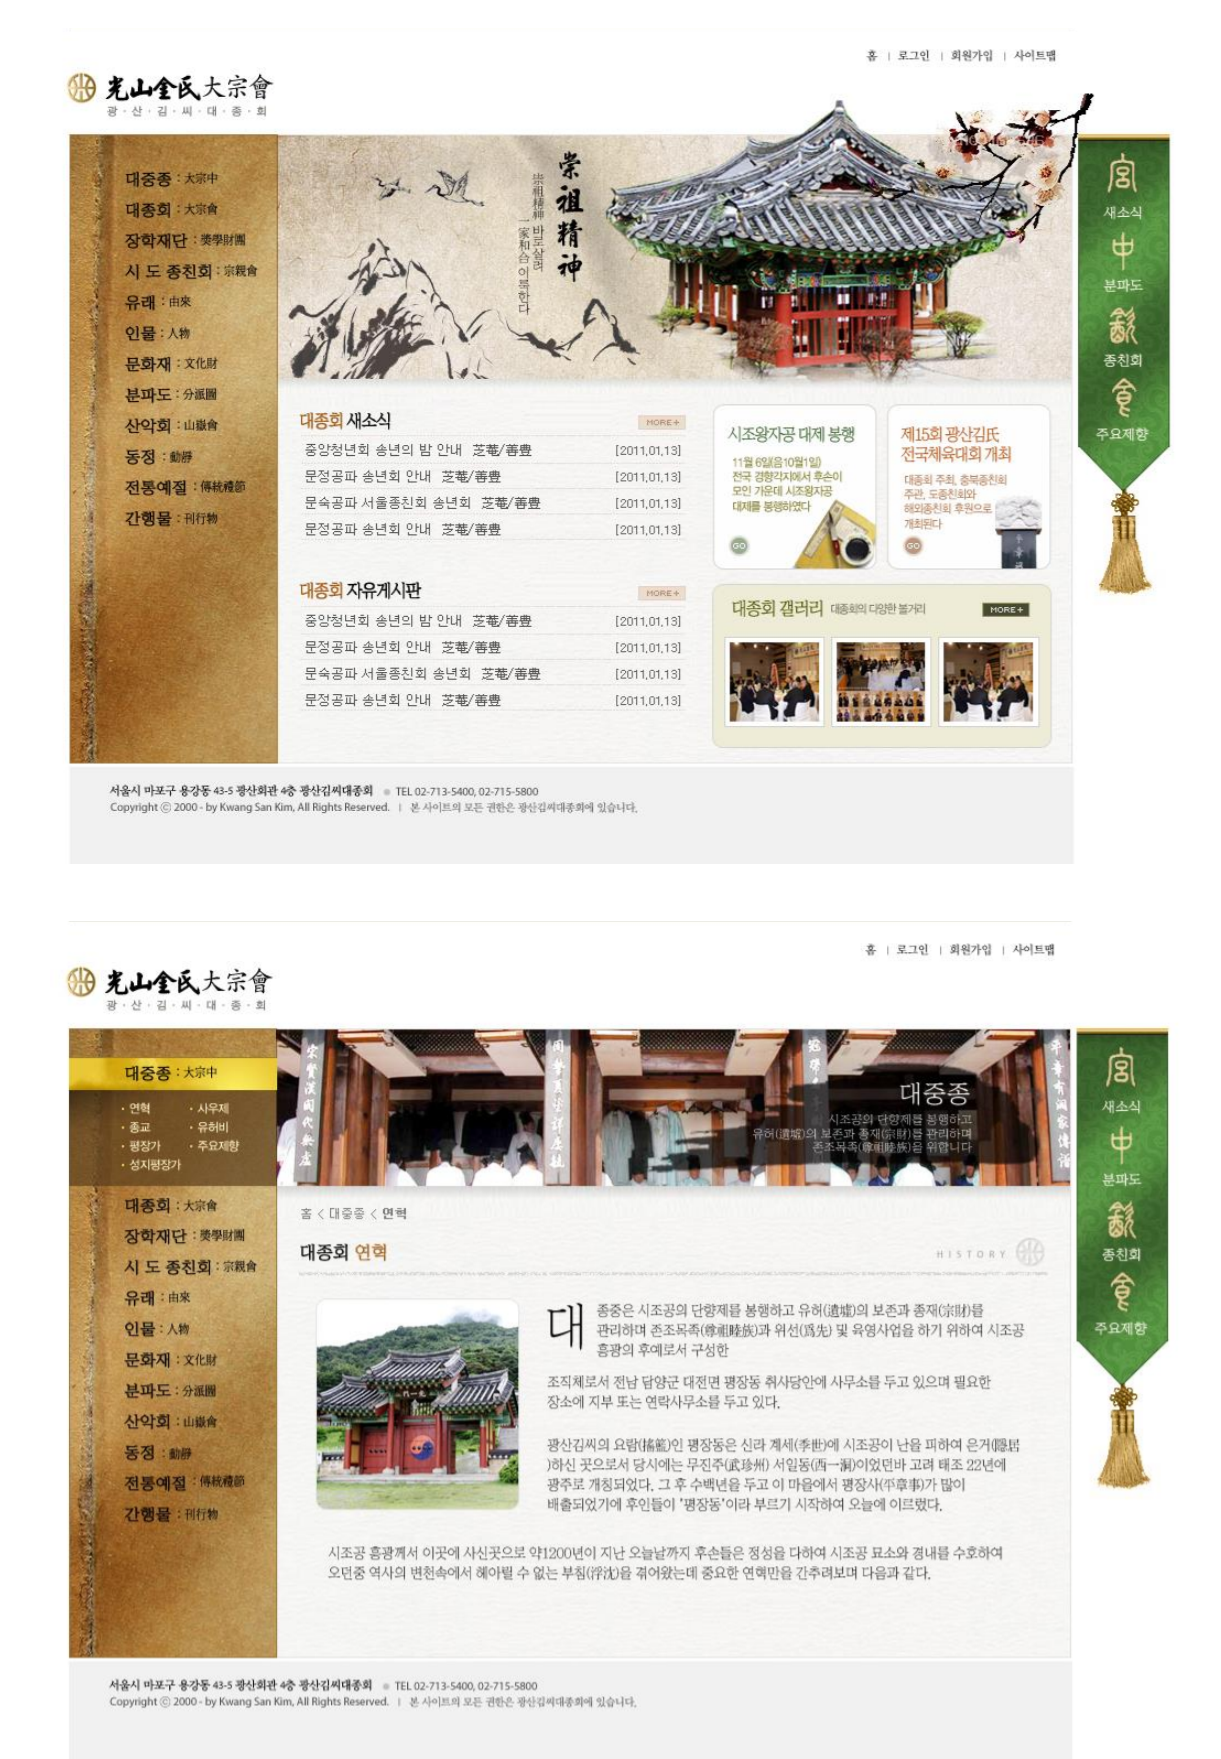 홈 | 로그인 | 회원가입 | 사이트맵
光山金氏大宗會
광·산·김·씨·대·종·회
대중종 : 大宗中
대종회 : 大宗會
장학재단 : 奬學財團
시 도 종친회 : 宗親會
유래 : 由來
인물 : 人物
문화재 : 文化財
분파도 : 分派圖
산악회 : 山嶽會
동정 : 動靜
전통예절 : 傳統禮節
간행물 : 刊行物
崇祖精神
崇祖精神 바로살려
一家和合 이룩한다
새소식
분파도
종친회
주요제향
대종회 새소식
MORE+
중앙청년회 송년의 밤 안내 芝菴/善豊 [2011,01,13]
문정공파 송년회 안내 芝菴/善豊 [2011,01,13]
문숙공파 서울종친회 송년회 芝菴/善豊 [2011,01,13]
문정공파 송년회 안내 芝菴/善豊 [2011,01,13]
대종회 자유게시판
MORE+
중앙청년회 송년의 밤 안내 芝菴/善豊 [2011,01,13]
문정공파 송년회 안내 芝菴/善豊 [2011,01,13]
문숙공파 서울종친회 송년회 芝菴/善豊 [2011,01,13]
문정공파 송년회 안내 芝菴/善豊 [2011,01,13]
시조왕자공 대제 봉행
11월 6일(음10월1일)
전국 경향각지에서 후손이
모인 가운데 시조왕자공
대제를 봉행하였다
GO
제15회 광산김氏
전국체육대회 개최
대종회 주최, 충북종친회
주관, 도종친회와
해외종친회 후원으로
개최된다
GO
대종회 갤러리 대종회의 다양한 볼거리
MORE+
서울시 마포구 용강동 43-5 광산회관 4층 광산김씨대종회 ● TEL 02-713-5400, 02-715-5800
Copyright ⓒ 2000 - by Kwang San Kim, All Rights Reserved. | 본 사이트의 모든 권한은 광산김씨대종회에 있습니다.
홈 | 로그인 | 회원가입 | 사이트맵
光山金氏大宗會
광·산·김·씨·대·종·회
대중종 : 大宗中
· 연혁 · 사우제
· 종교 · 유허비
· 평장가 · 주요제향
· 성지평장가
대종회 : 大宗會
장학재단 : 奬學財團
시 도 종친회 : 宗親會
유래 : 由來
인물 : 人物
문화재 : 文化財
분파도 : 分派圖
산악회 : 山嶽會
동정 : 動靜
전통예절 : 傳統禮節
간행물 : 刊行物
대중종
시조공의 단향제를 봉행하고
유허(遺墟)의 보존과 종재(宗財)를 관리하며
존조목족(尊祖睦族)을 위합니다
새소식
분파도
종친회
주요제향
홈 < 대중종 < 연혁
대종회 연혁
HISTORY
대종중은 시조공의 단향제를 봉행하고 유허(遺墟)의 보존과 종재(宗財)를
관리하며 존조목족(尊祖睦族)과 위선(爲先) 및 육영사업을 하기 위하여 시조공
흥광의 후예로서 구성한
조직체로서 전남 담양군 대전면 평장동 취사당안에 사무소를 두고 있으며 필요한
장소에 지부 또는 연락사무소를 두고 있다.
광산김씨의 요람(搖籃)인 평장동은 신라 계세(季世)에 시조공이 난을 피하여 은거(隱居
)하신 곳으로서 당시에는 무진주(武珍州) 서일동(西一洞)이었던바 고려 태조 22년에
광주로 개칭되었다. 그 후 수백년을 두고 이 마을에서 평장사(平章事)가 많이
배출되었기에 후인들이 "평장동"이라 부르기 시작하여 오늘에 이르렀다.
시조공 흥광께서 이곳에 사신곳으로 약1200년이 지난 오늘날까지 후손들은 정성을 다하여 시조공 묘소와 경내를 수호하여
오던중 역사의 변천속에서 헤아릴 수 없는 부침(浮沈)을 겪어왔는데 중요한 연혁만을 간추려보며 다음과 같다.
서울시 마포구 용강동 43-5 광산회관 4층 광산김씨대종회 ● TEL 02-713-5400, 02-715-5800
Copyright ⓒ 2000 - by Kwang San Kim, All Rights Reserved. | 본 사이트의 모든 권한은 광산김씨대종회에 있습니다.